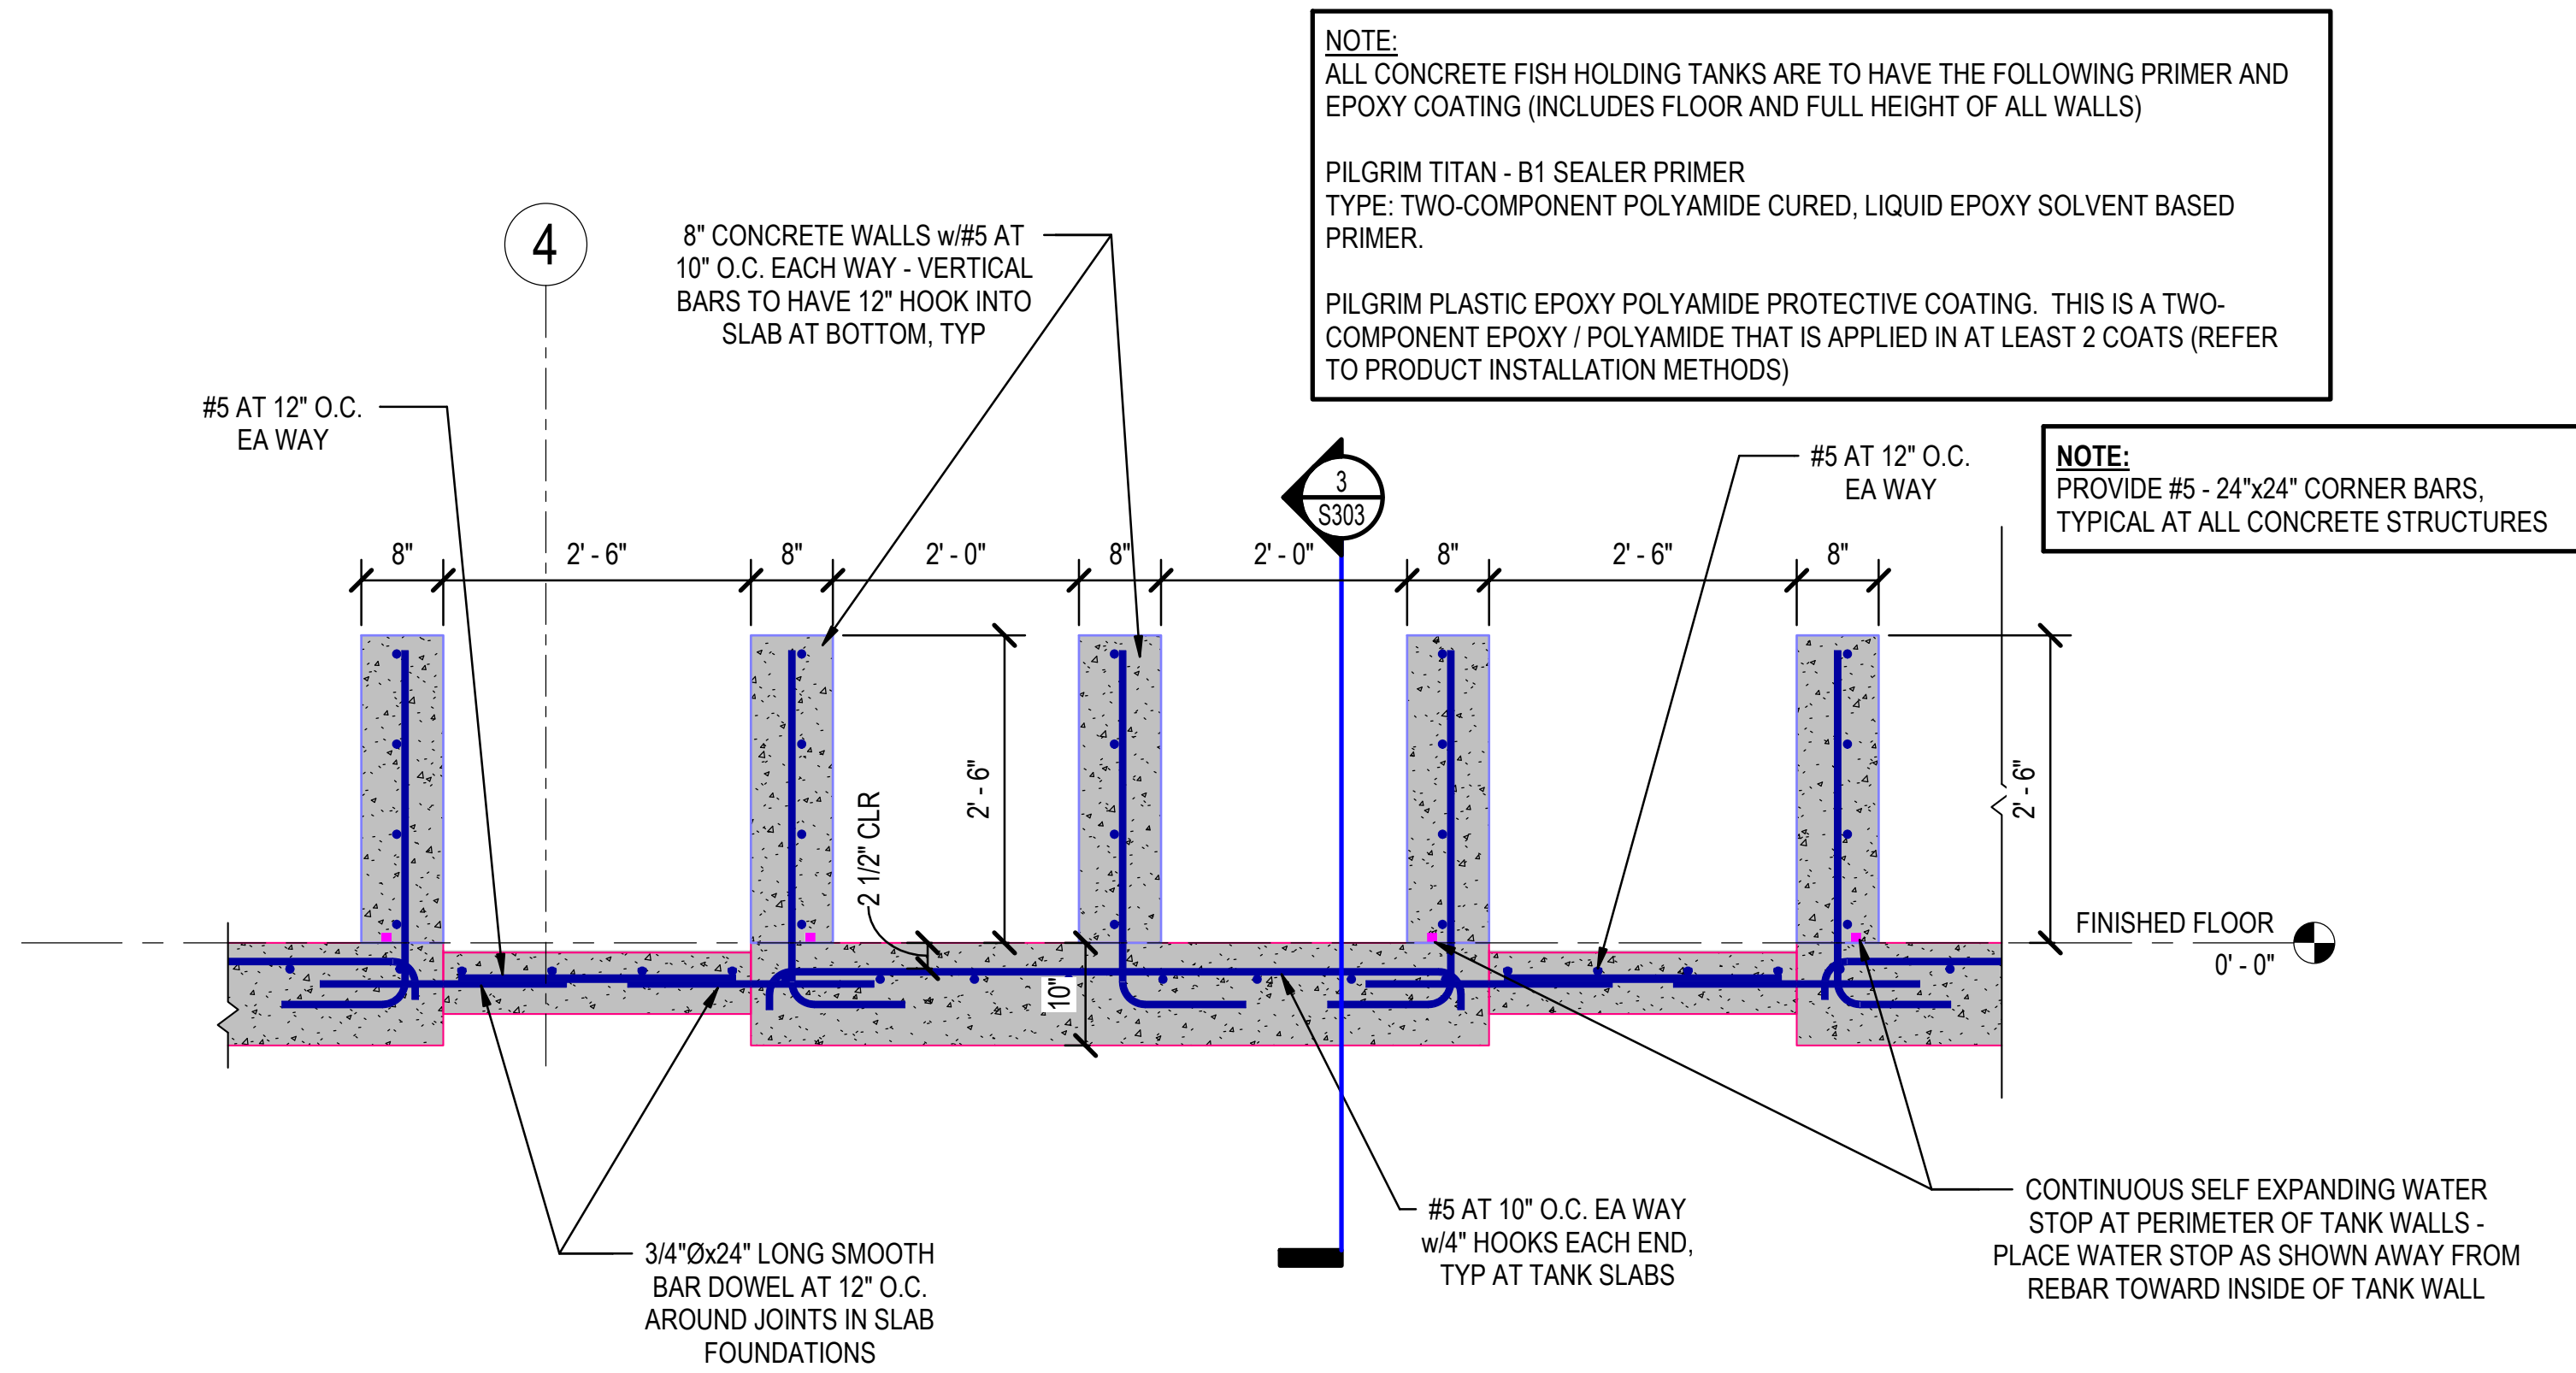 NOTE:
ALL CONCRETE FISH HOLDING TANKS ARE TO HAVE THE FOLLOWING PRIMER AND
EPOXY COATING (INCLUDES FLOOR AND FULL HEIGHT OF ALL WALLS)
PILGRIM TITAN - B1 SEALER PRIMER
TYPE: TWO-COMPONENT POLYAMIDE CURED, LIQUID EPOXY SOLVENT BASED
PRIMER.
PILGRIM PLASTIC EPOXY POLYAMIDE PROTECTIVE COATING.  THIS IS A TWO-
COMPONENT EPOXY / POLYAMIDE THAT IS APPLIED IN AT LEAST 2 COATS (REFER
TO PRODUCT INSTALLATION METHODS)
4
8" CONCRETE WALLS w/#5 AT
10" O.C. EACH WAY - VERTICAL
BARS TO HAVE 12" HOOK INTO
SLAB AT BOTTOM, TYP
#5 AT 12" O.C.
EA WAY
3
S303
#5 AT 12" O.C.
EA WAY
NOTE:
PROVIDE #5 - 24"x24" CORNER BARS,
TYPICAL AT ALL CONCRETE STRUCTURES
8"
2' - 6"
8"
2' - 0"
8"
2' - 0"
8"
2' - 6"
8"
2 1/2" CLR
2' - 6"
2' - 6"
10"
FINISHED FLOOR
0' - 0"
3/4"Øx24" LONG SMOOTH
BAR DOWEL AT 12" O.C.
AROUND JOINTS IN SLAB
FOUNDATIONS
#5 AT 10" O.C. EA WAY
w/4" HOOKS EACH END,
TYP AT TANK SLABS
CONTINUOUS SELF EXPANDING WATER
STOP AT PERIMETER OF TANK WALLS -
PLACE WATER STOP AS SHOWN AWAY FROM
REBAR TOWARD INSIDE OF TANK WALL